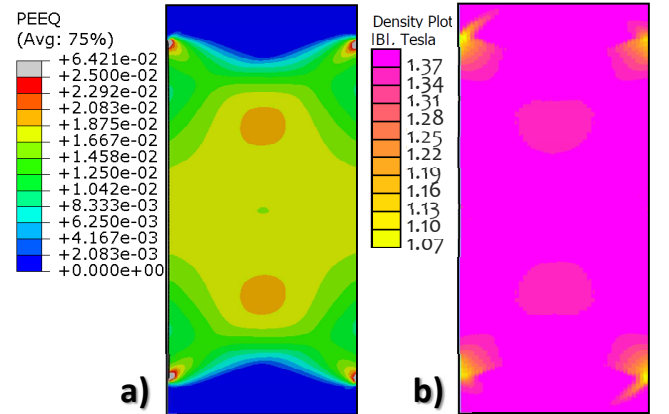 PEEQ
(Avg: 75%)
+6.421e-02
+2.500e-02
+2.292e-02
+2.083e-02
+1.875e-02
+1.667e-02
+1.458e-02
+1.250e-02
+1.042e-02
+8.333e-03
+6.250e-03
+4.167e-03
+2.083e-03
+0.000e+00
a)
Density Plot
|B|, Tesla
1.37
1.34
1.31
1.28
1.25
1.22
1.19
1.16
1.13
1.10
1.07
b)